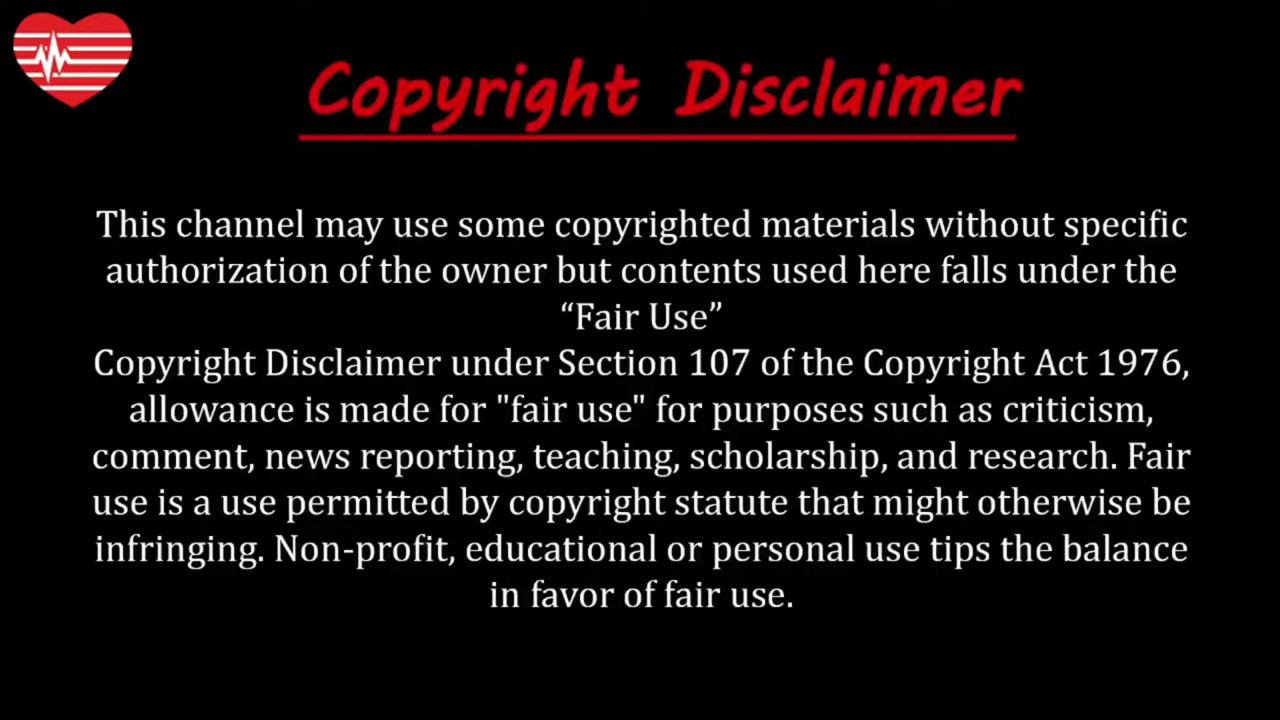 Copyright Disclaimer
This channel may use some copyrighted materials without specific
authorization of the owner but contents used here falls under the
“Fair Use”
Copyright Disclaimer under Section 107 of the Copyright Act 1976,
allowance is made for "fair use" for purposes such as criticism,
comment, news reporting, teaching, scholarship, and research. Fair
use is a use permitted by copyright statute that might otherwise be
infringing. Non-profit, educational or personal use tips the balance
in favor of fair use.